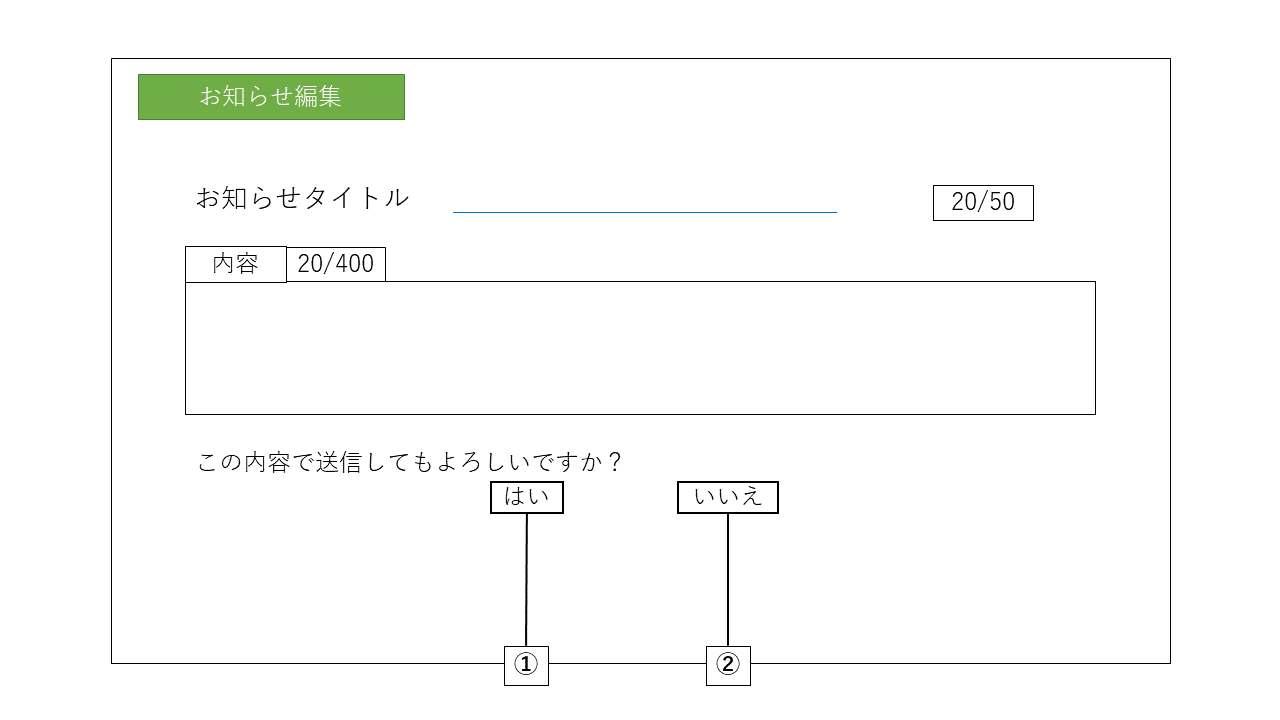 お知らせ編集
お知らせタイトル
20/50
内容
20/400
この内容で送信してもよろしいですか？
はい
いいえ
①
②